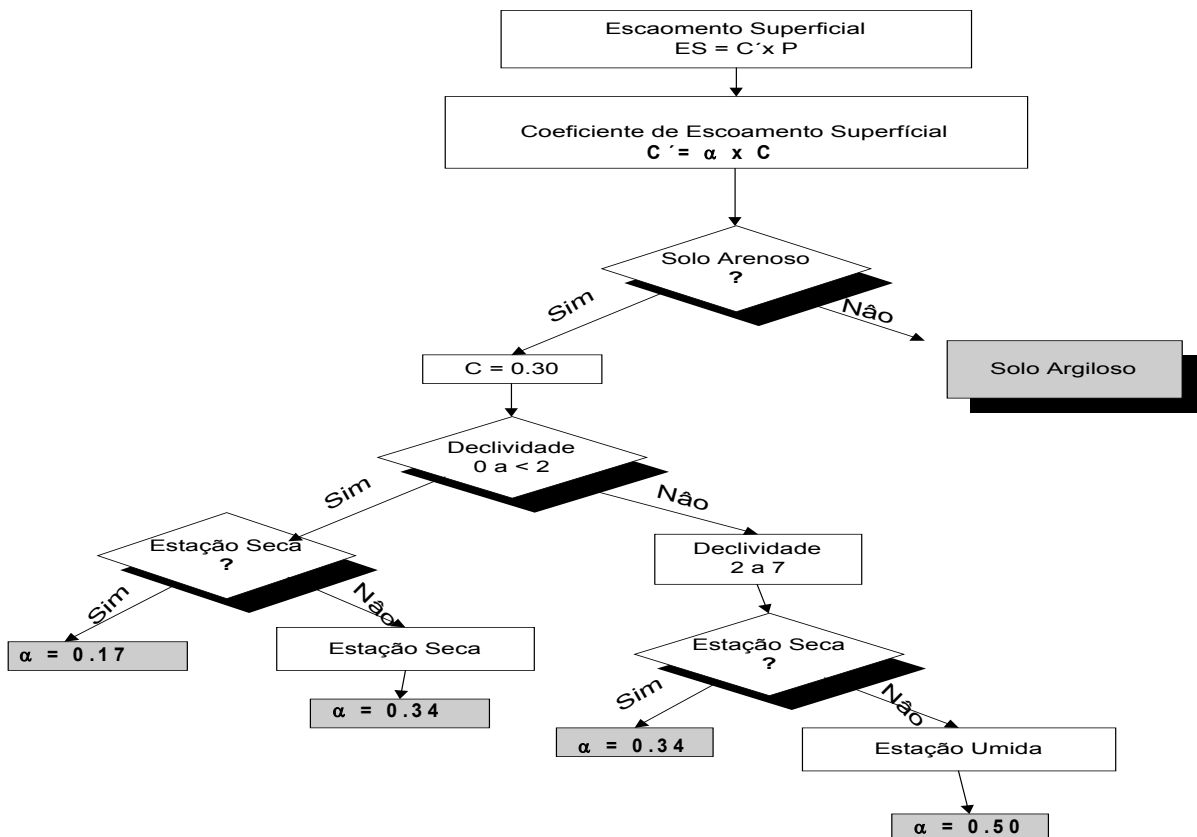 Escaomento Superficial
ES = C´x P
Coeficiente de Escoamento Superfícial
C ´= α x C
Solo Arenoso
?
Sim
Nâo
C = 0.30
Solo Argiloso
Declividade
0 a < 2
Sim
Nâo
Estação Seca
?
Declividade
2 a 7
Sim
Nâo
α = 0.17
Estação Seca
α = 0.34
Estação Seca
?
Sim
Nâo
α = 0.34
Estação Umida
α = 0.50